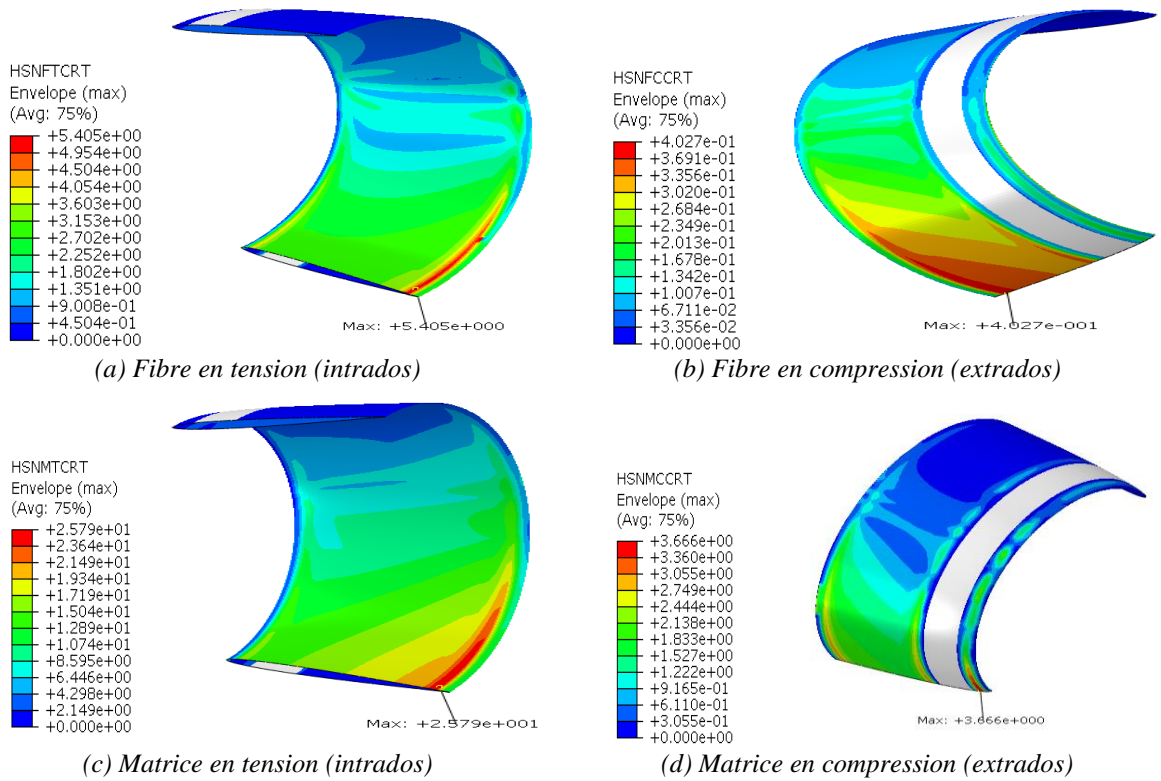 HSNFTCRT
Envelope (max)
(Avg: 75%)
+5.405e+00
+4.954e+00
+4.504e+00
+4.054e+00
+3.603e+00
+3.153e+00
+2.702e+00
+2.252e+00
+1.802e+00
+1.351e+00
+9.008e-01
+4.504e-01
+0.000e+00
Max: +5.405e+000
(a) Fibre en tension (intrados)
HSNFCCRT
Envelope (max)
(Avg: 75%)
+4.027e-01
+3.691e-01
+3.356e-01
+3.020e-01
+2.684e-01
+2.349e-01
+2.013e-01
+1.678e-01
+1.342e-01
+1.007e-01
+6.711e-02
+3.356e-02
+0.000e+00
Max: +4.027e-001
(b) Fibre en compression (extrados)
HSNMTCRT
Envelope (max)
(Avg: 75%)
+2.579e+01
+2.364e+01
+2.149e+01
+1.934e+01
+1.719e+01
+1.504e+01
+1.289e+01
+1.074e+01
+8.595e+00
+6.446e+00
+4.298e+00
+2.149e+00
+0.000e+00
Max: +2.579e+001
(c) Matrice en tension (intrados)
HSNMCCRT
Envelope (max)
(Avg: 75%)
+3.666e+00
+3.360e+00
+3.055e+00
+2.749e+00
+2.444e+00
+2.138e+00
+1.833e+00
+1.527e+00
+1.222e+00
+9.165e-01
+6.110e-01
+3.055e-01
+0.000e+00
Max: +3.666e+000
(d) Matrice en compression (extrados)